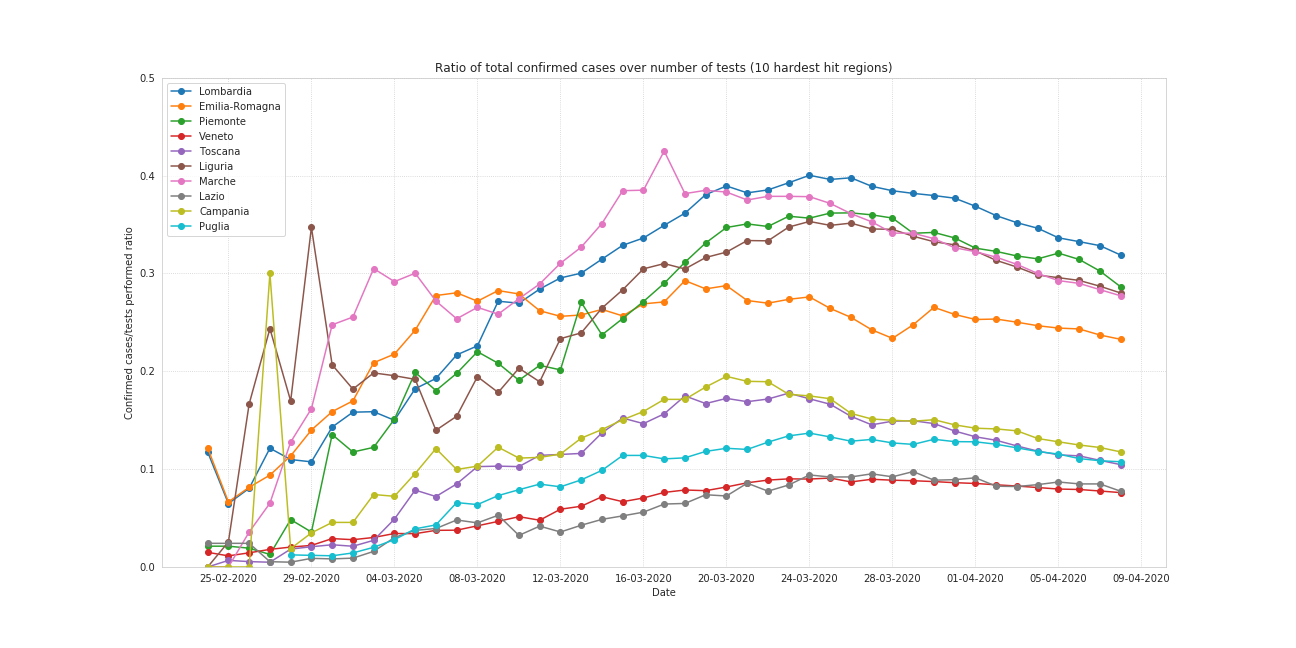 Ratio of total confirmed cases over number of tests (10 hardest hit regions)
0.5
0.4
0.3
0.2
0.1
0.0
Confirmed cases/tests performed ratio
Lombardia
Emilia-Romagna
Piemonte
Veneto
Toscana
Liguria
Marche
Lazio
Campania
Puglia
25-02-2020 29-02-2020 04-03-2020 08-03-2020 12-03-2020 16-03-2020 20-03-2020 24-03-2020 28-03-2020 01-04-2020 05-04-2020 09-04-2020
Date